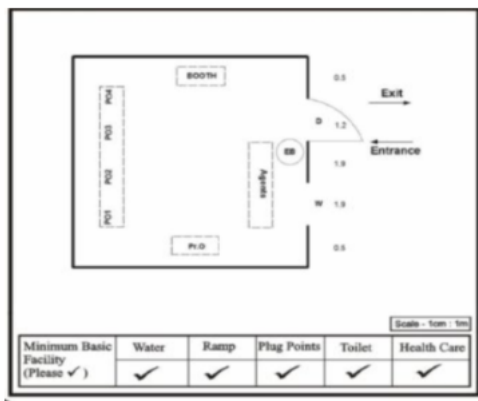 BOOTH
0.5
Exit
PO4
D
1.2
PO3
EB
Entrance
1.9
Agents
PO2
W
1.9
PO1
Pr.O
0.5
Scale - 1cm : 1m
Minimum Basic Facility (Please ✓) Water Ramp Plug Points Toilet Health Care
✓ ✓ ✓ ✓ ✓